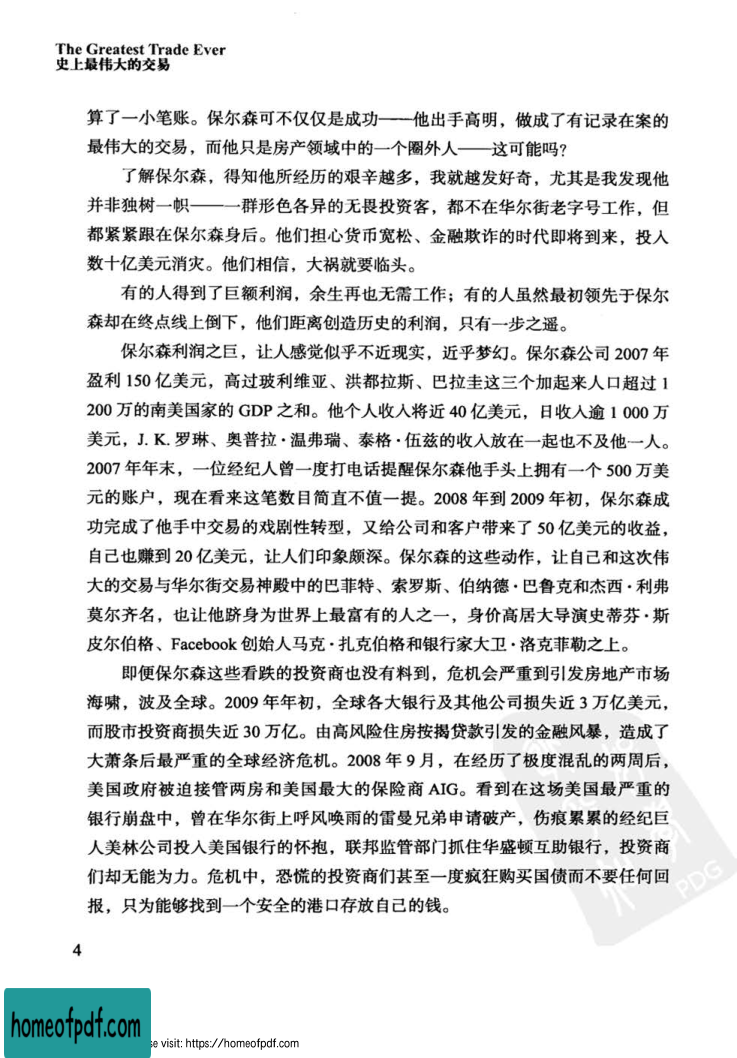 The Greatest Trade Ever
史上最伟大的交易
算了一小笔账。保尔森可不仅仅是成功——他出手高明，做成了有记录在案的
最伟大的交易，而他只是房产领域中的一个圈外人——这可能吗？
了解保尔森，得知他所经历的艰辛越多，我就越发好奇，尤其是我发现他
并非独树一帜——一群形色各异的无畏投资客，都不在华尔街老字号工作，但
都紧紧跟在保尔森身后。他们担心货币宽松、金融欺诈的时代即将到来，投入
数十亿美元消灾。他们相信，大祸就要临头。
有的人得到了巨额利润，余生再也无需工作；有的人虽然最初领先于保尔
森却在终点线上倒下，他们距离创造历史的利润，只有一步之遥。
保尔森利润之巨，让人感觉似乎不近现实，近乎梦幻。保尔森公司 2007 年
盈利 150 亿美元，高过玻利维亚、洪都拉斯、巴拉圭这三个加起来人口超过 1
200 万的南美国家的 GDP 之和。他个人收入将近 40 亿美元，日收入逾 1 000 万
美元，J. K. 罗琳、奥普拉·温弗瑞、泰格·伍兹的收入放在一起也不及他一人。
2007 年年末，一位经纪人曾一度打电话提醒保尔森他手头上拥有一个 500 万美
元的账户，现在看来这笔数目简直不值一提。2008 年到 2009 年初，保尔森成
功完成了他手中交易的戏剧性转型，又给公司和客户带来了 50 亿美元的收益，
自己也赚到 20 亿美元，让人们印象颇深。保尔森的这些动作，让自己和这次伟
大的交易与华尔街交易神殿中的巴菲特、索罗斯、伯纳德·巴鲁克和杰西·利弗
莫尔齐名，也让他跻身为世界上最富有的人之一，身价高居大导演史蒂芬·斯
皮尔伯格、Facebook 创始人马克·扎克伯格和银行家大卫·洛克菲勒之上。
即便保尔森这些看跌的投资商也没有料到，危机会严重到引发房地产市场
海啸，波及全球。2009 年年初，全球各大银行及其他公司损失近 3 万亿美元，
而股市投资商损失近 30 万亿。由高风险住房按揭贷款引发的金融风暴，造成了
大萧条后最严重的全球经济危机。2008 年 9 月，在经历了极度混乱的两周后，
美国政府被迫接管两房和美国最大的保险商 AIG。看到在这场美国最严重的
银行崩盘中，曾在华尔街上呼风唤雨的雷曼兄弟申请破产，伤痕累累的经纪巨
人美林公司投入美国银行的怀抱，联邦监管部门抓住华盛顿互助银行，投资商
们却无能为力。危机中，恐慌的投资商们甚至一度疯狂购买国债而不要任何回
报，只为能够找到一个安全的港口存放自己的钱。
PDG
4
homeofpdf.com
se visit: https://homeofpdf.com